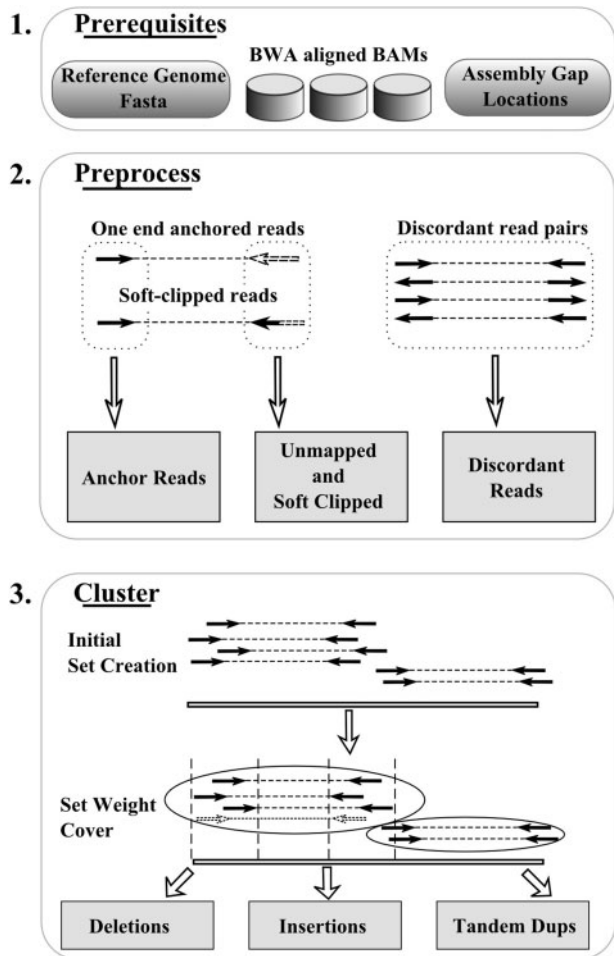 1. Prerequisites
BWA aligned BAMs
Reference Genome
Fasta
Assembly Gap
Locations
2. Preprocess
One end anchored reads
Discordant read pairs
Soft-clipped reads
Anchor Reads
Unmapped
and
Soft Clipped
Discordant
Reads
3. Cluster
Initial
Set Creation
Set Weight
Cover
Deletions
Insertions
Tandem Dups